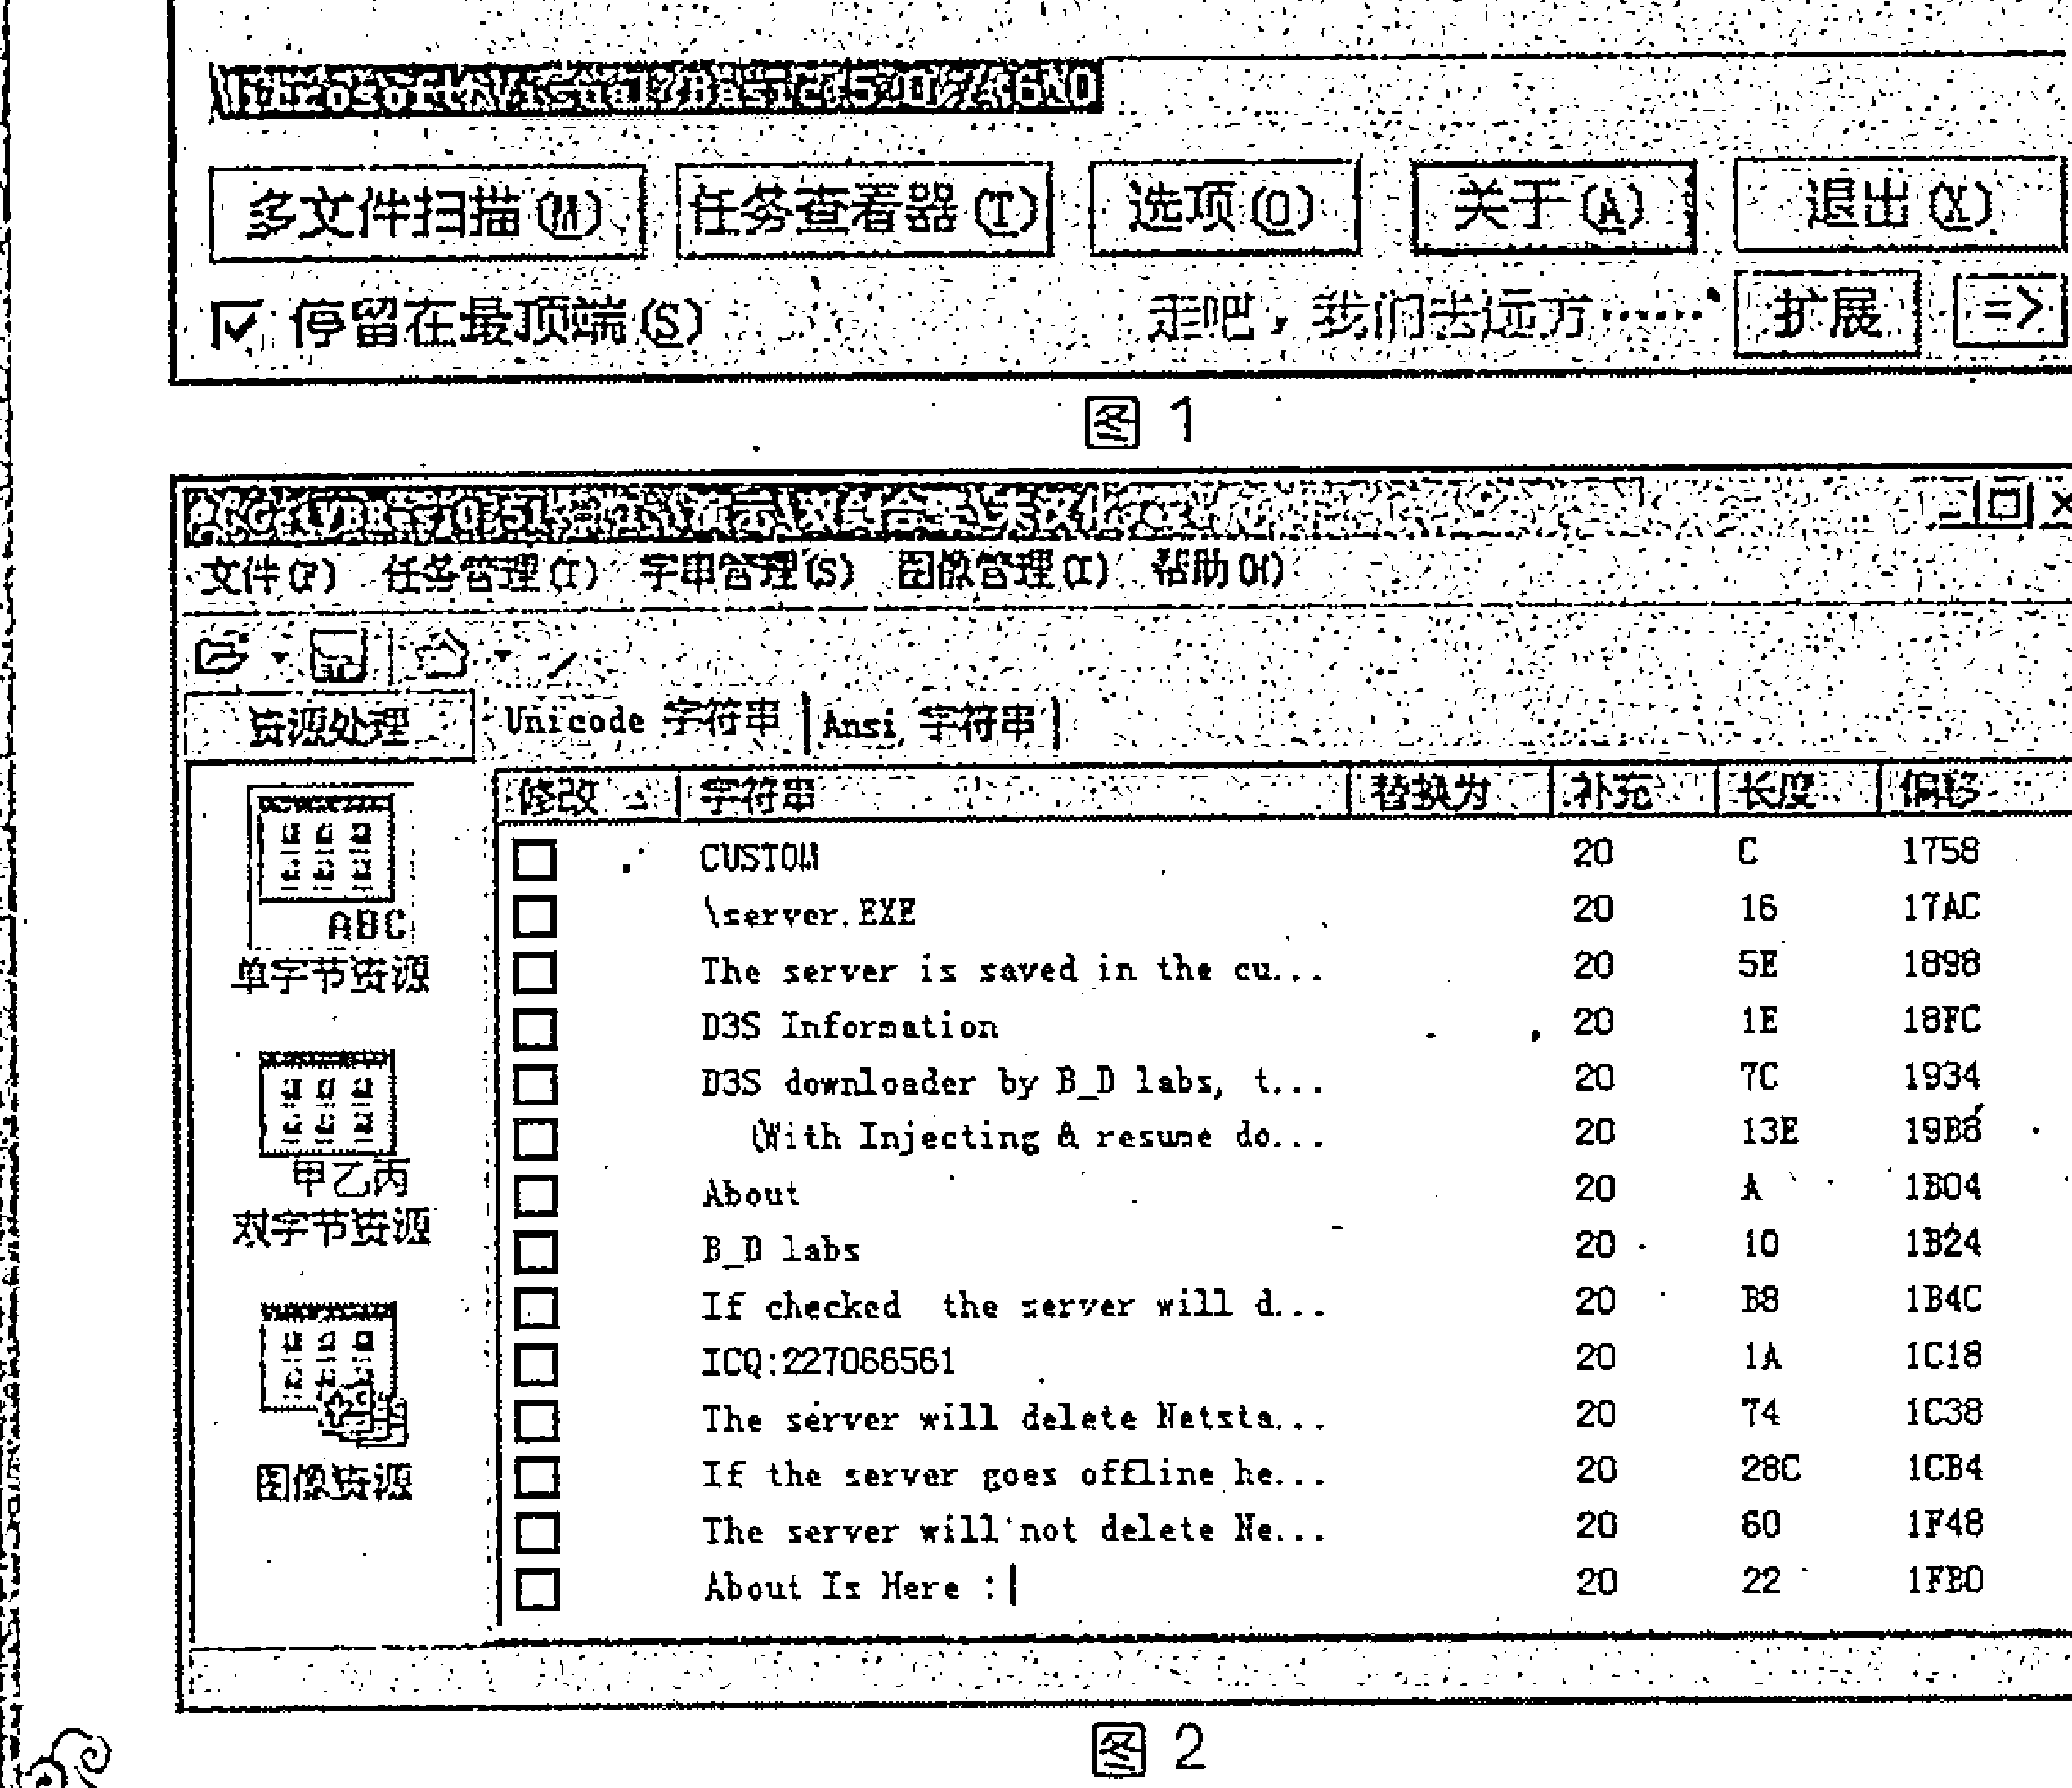 Microsoft Visual Basic 5.0 / 6.0
多文件扫描(M) 任务查看器(T) 选项(O) 关于(A) 退出(X)
停留在最顶端(S) 走吧，我们去远方…… 扩展 =>
图 1
文件(F) 任务管理(T) 字串管理(S) 图像管理(I) 帮助(H)
资源处理 Unicode 字符串 Ansi 字符串
修改 字符串 替换为 补充 长度 偏移
CUSTOM 20 C 1758
\server.EXE 20 16 17AC
ABC
The server is saved in the cu... 20 5E 1898
单字节资源
D3S Information 20 1E 18FC
D3S downloader by B_D labs, t... 20 7C 1934
(With Injecting & resume do... 20 13E 19B8
甲乙丙
About 20 A 1B04
双字节资源
B_D labs 20 10 1B24
If checked the server will d... 20 B8 1B4C
ICQ:227066561 20 1A 1C18
The server will delete Netsta... 20 74 1C38
图像资源
If the server goes offline he... 20 28C 1CB4
The server will not delete Ne... 20 60 1F48
About Is Here :| 20 22 1FB0
图 2